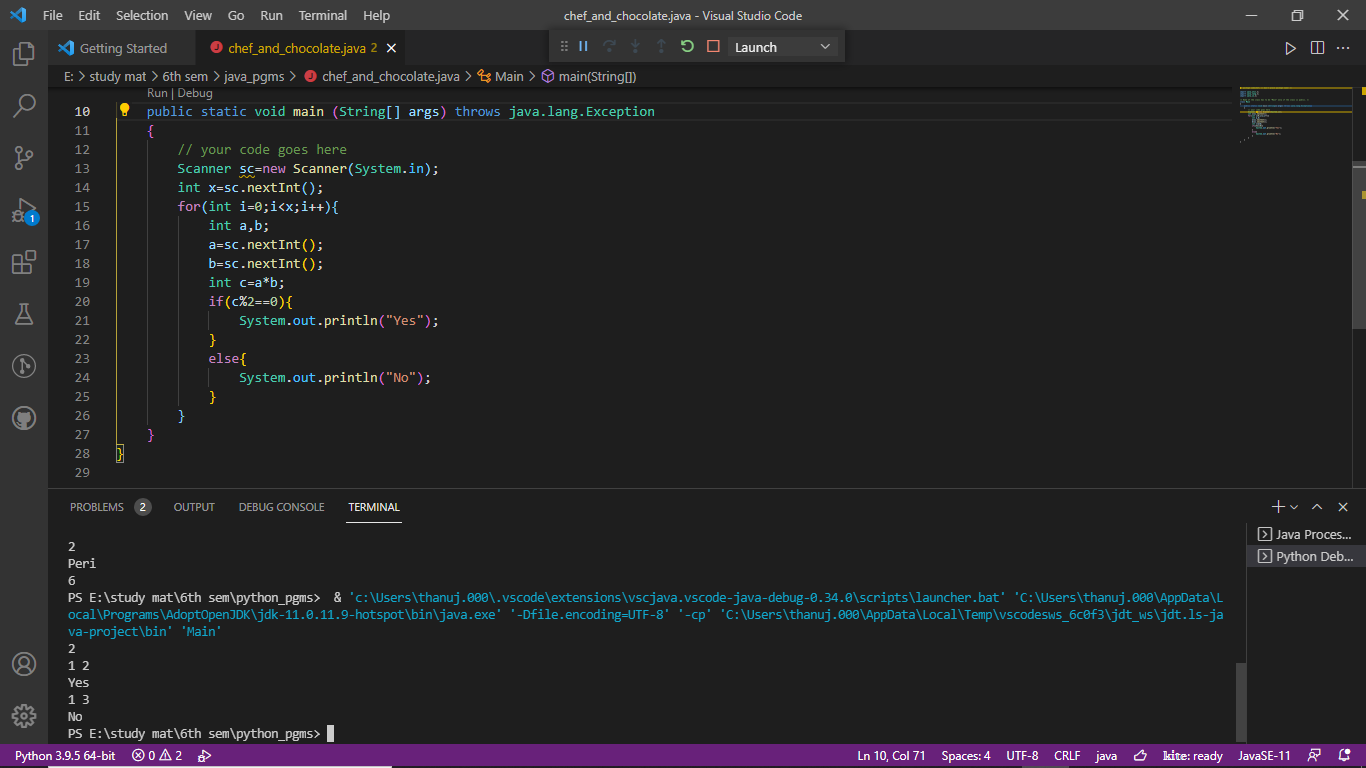 File Edit Selection View Go Run Terminal Help chef_and_chocolate.java - Visual Studio Code
Getting Started chef_and_chocolate.java 2 Launch
E: > study mat > 6th sem > java_pgms > chef_and_chocolate.java > Main > main(String[])
Run | Debug
10 public static void main (String[] args) throws java.lang.Exception
11 {
12 // your code goes here
13 Scanner sc=new Scanner(System.in);
14 int x=sc.nextInt();
15 for(int i=0;i<x;i++){
16 int a,b;
17 a=sc.nextInt();
18 b=sc.nextInt();
19 int c=a*b;
20 if(c%2==0){
21 System.out.println("Yes");
22 }
23 else{
24 System.out.println("No");
25 }
26 }
27 }
28 }
29
1
PROBLEMS 2 OUTPUT DEBUG CONSOLE TERMINAL
Java Proces...
Python Deb...
2
Peri
6
PS E:\study mat\6th sem\python_pgms> & 'c:\Users\thanuj.000\.vscode\extensions\vscjava.vscode-java-debug-0.34.0\scripts\launcher.bat' 'C:\Users\thanuj.000\AppData\L
ocal\Programs\AdoptOpenJDK\jdk-11.0.11.9-hotspot\bin\java.exe' '-Dfile.encoding=UTF-8' '-cp' 'C:\Users\thanuj.000\AppData\Local\Temp\vscodesws_6c0f3\jdt_ws\jdt.ls-ja
va-project\bin' 'Main'
2
1 2
Yes
1 3
No
PS E:\study mat\6th sem\python_pgms>
Python 3.9.5 64-bit 0 2 Ln 10, Col 71 Spaces: 4 UTF-8 CRLF java kite: ready JavaSE-11